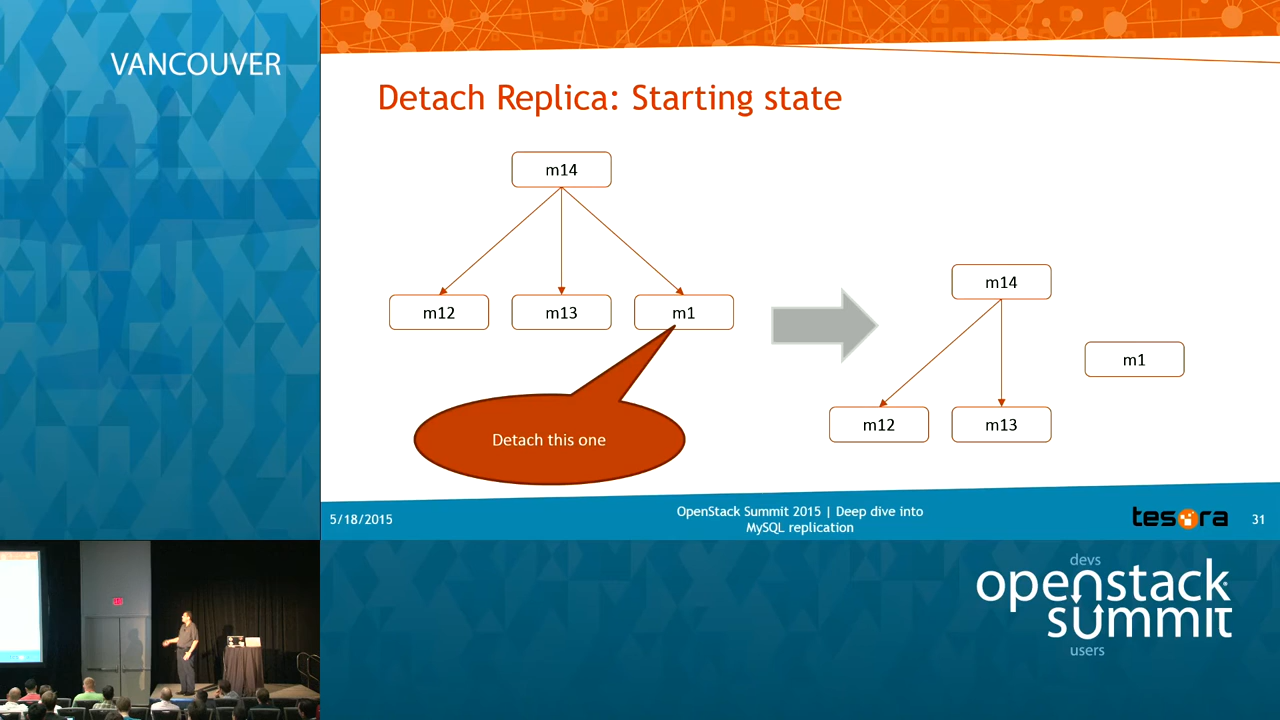 VANCOUVER
Detach Replica: Starting state
m14
m12
m13
m1
Detach this one
m14
m1
m12
m13
5/18/2015
OpenStack Summit 2015 | Deep dive into
MySQL replication
tesora
31
devs
openstack
summit
users